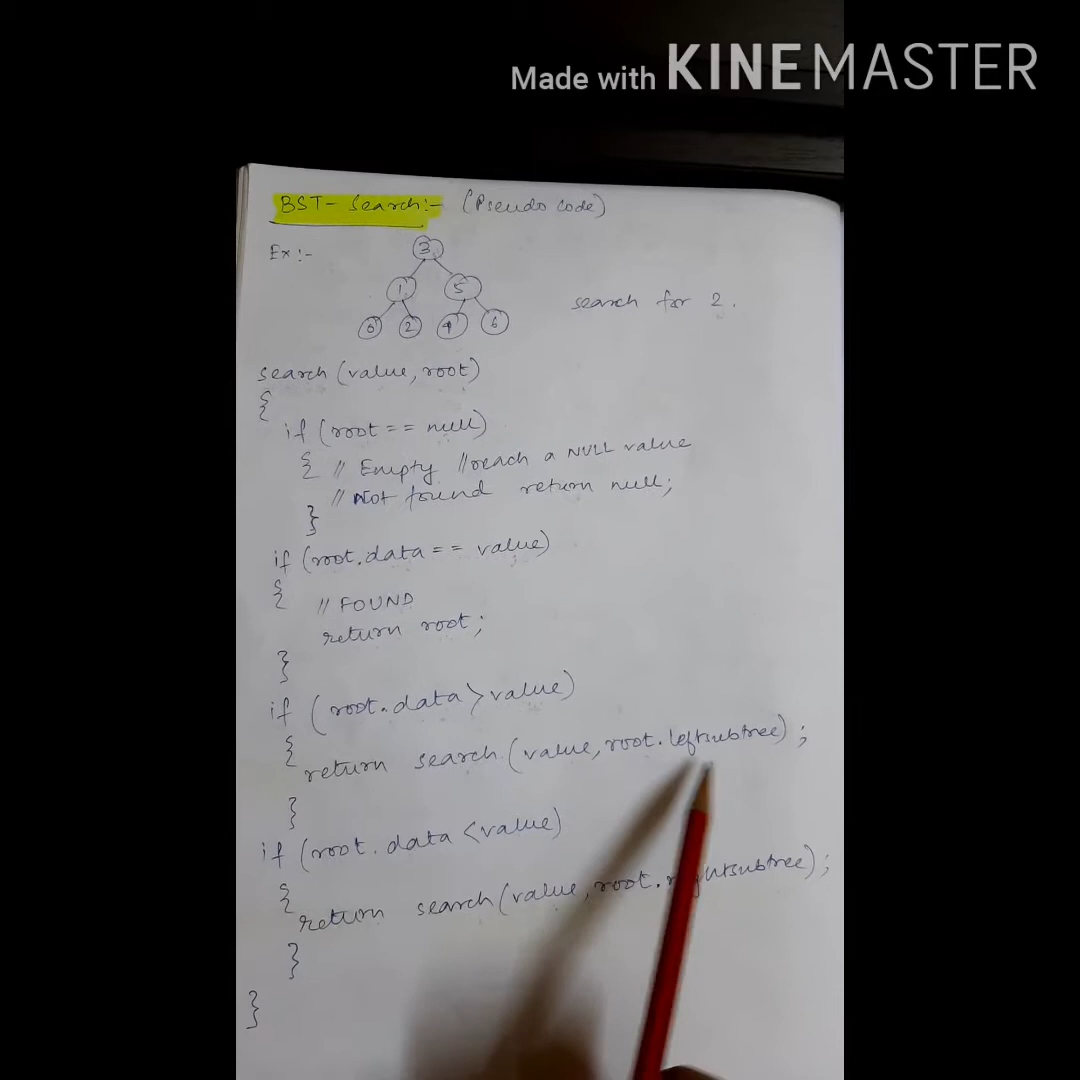 Made with KINEMASTER
BST - Search:- (Pseudo code)
Ex:-
3
1 5
0 2 4 6
search for 2.
search (value, root)
{
if (root == null)
{ // Empty //reach a NULL value
// Not found return null;
}
if (root.data == value)
{ // FOUND
return root;
}
if (root.data > value)
{
return search (value, root.leftsubtree);
}
if (root.data < value)
{
return search (value, root.rightsubtree);
}
}